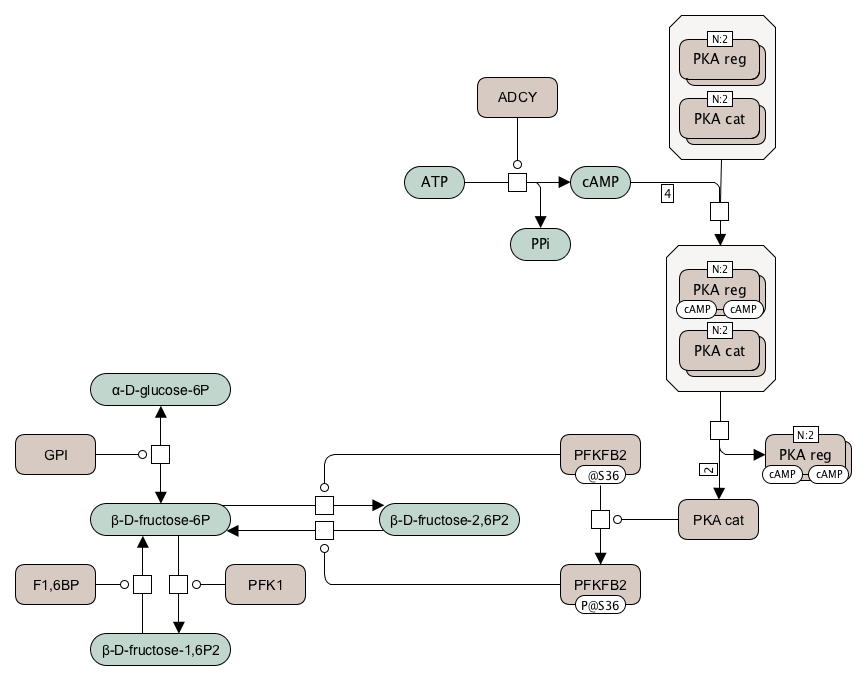 N:2
PKA reg
N:2
PKA cat
ADCY
ATP
cAMP
4
PPi
N:2
PKA reg
cAMP
cAMP
N:2
PKA cat
α-D-glucose-6P
GPI
PFKFB2
@S36
N:2
PKA reg
cAMP
cAMP
2
β-D-fructose-6P
β-D-fructose-2,6P2
PKA cat
F1,6BP
PFK1
PFKFB2
P@S36
β-D-fructose-1,6P2